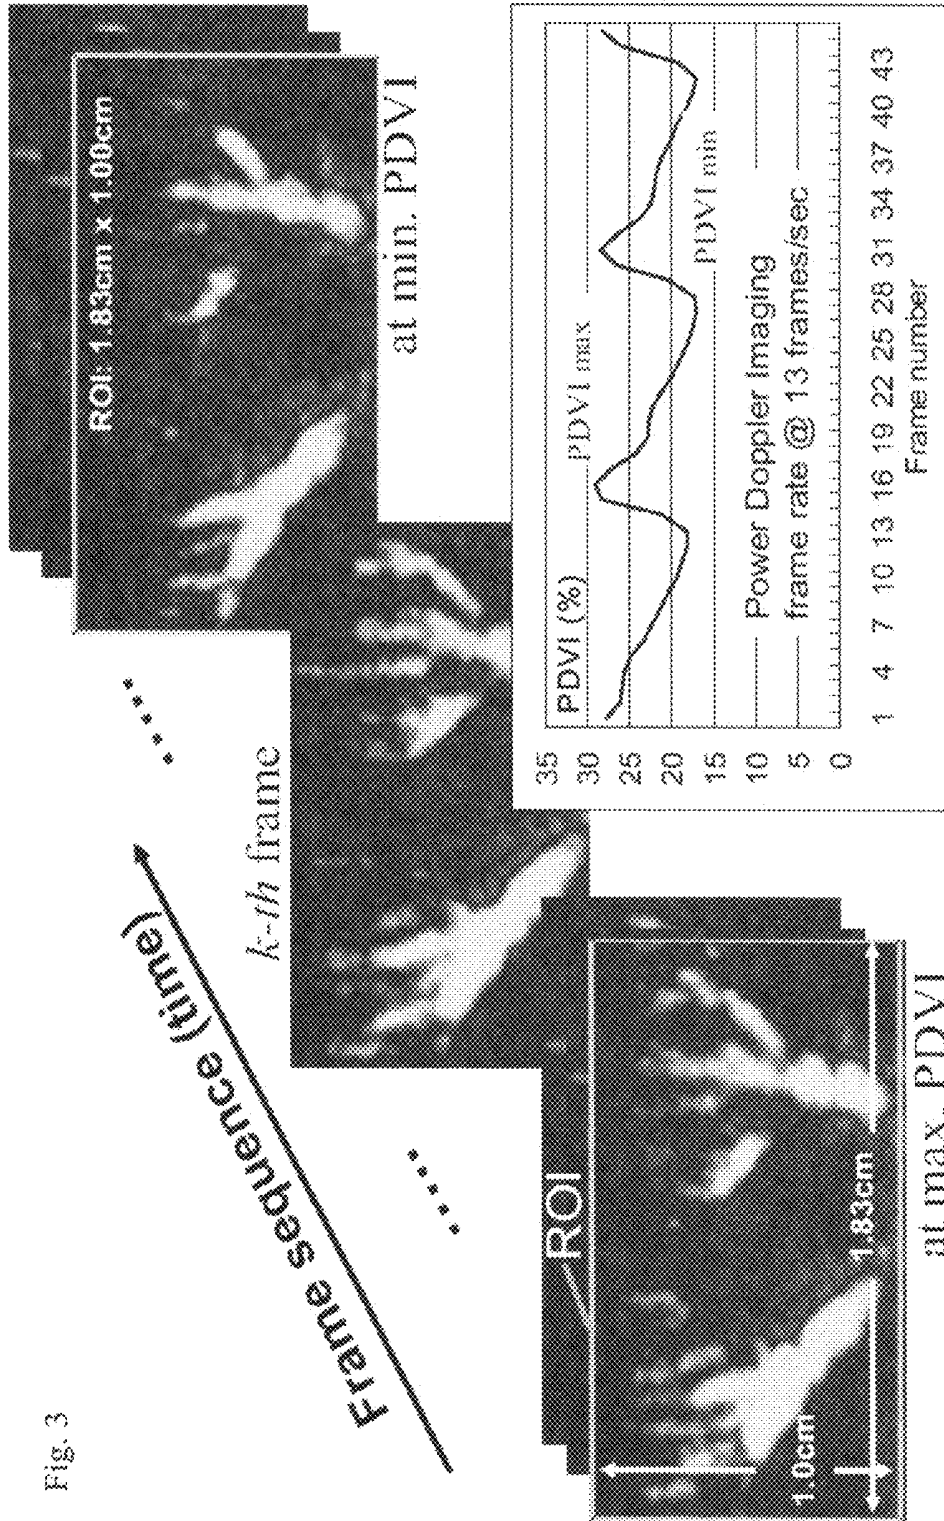 Fig. 3
Frame sequence (time)
ROI
1.0cm
1.83cm
at max. PDVI
k-th frame
ROI: 1.83cm x 1.00cm
at min. PDVI
PDVI (%)
PDVI max
PDVI min
Power Doppler Imaging
frame rate @ 13 frames/sec
35
30
25
20
15
10
5
0
1 4 7 10 13 16 19 22 25 28 31 34 37 40 43
Frame number